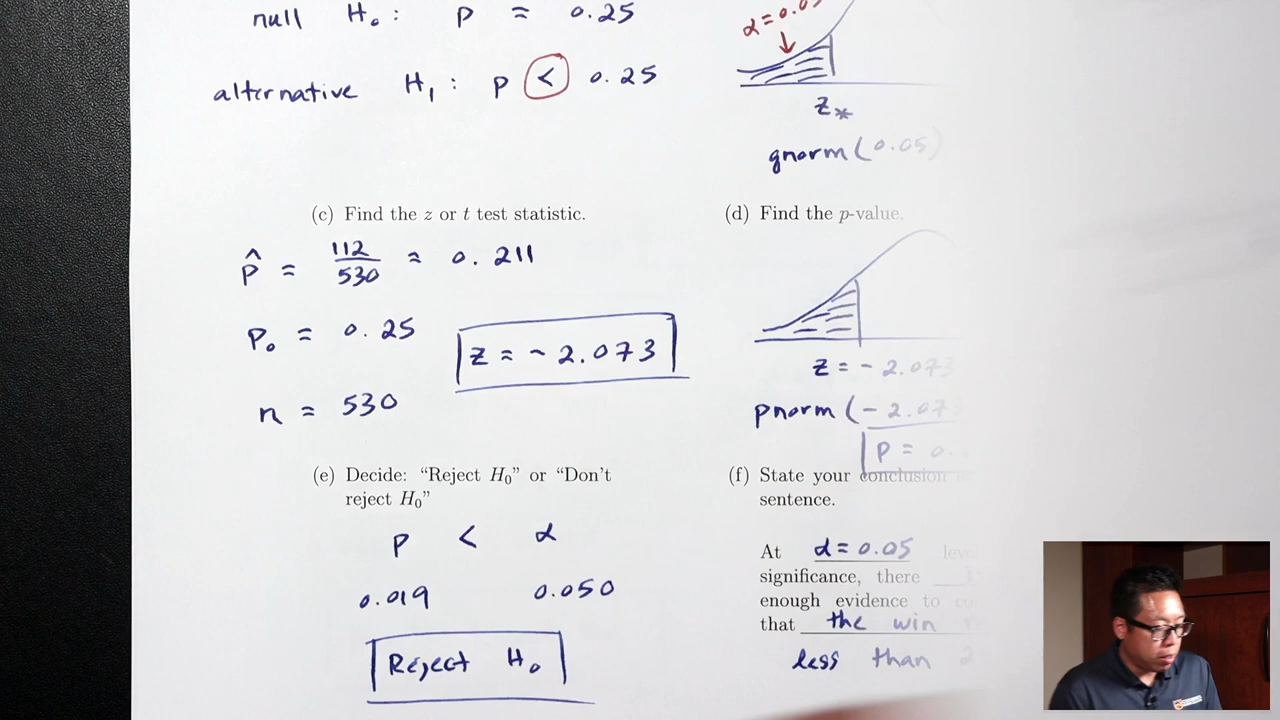 null H₀ : p = 0.25
alternative H₁ : p < 0.25
α = 0.05
z*
qnorm(0.05)
(c) Find the z or t test statistic.
p̂ = 112/530 ≈ 0.211
p₀ = 0.25
z = -2.073
n = 530
(d) Find the p-value.
z = -2.073
pnorm(-2.073
p = 0.
(e) Decide: “Reject H₀” or “Don’t
reject H₀”
p < α
0.019 0.050
Reject H₀
(f) State your conclusion
sentence.
At α = 0.05
significance, there
enough evidence to
that the win
less than